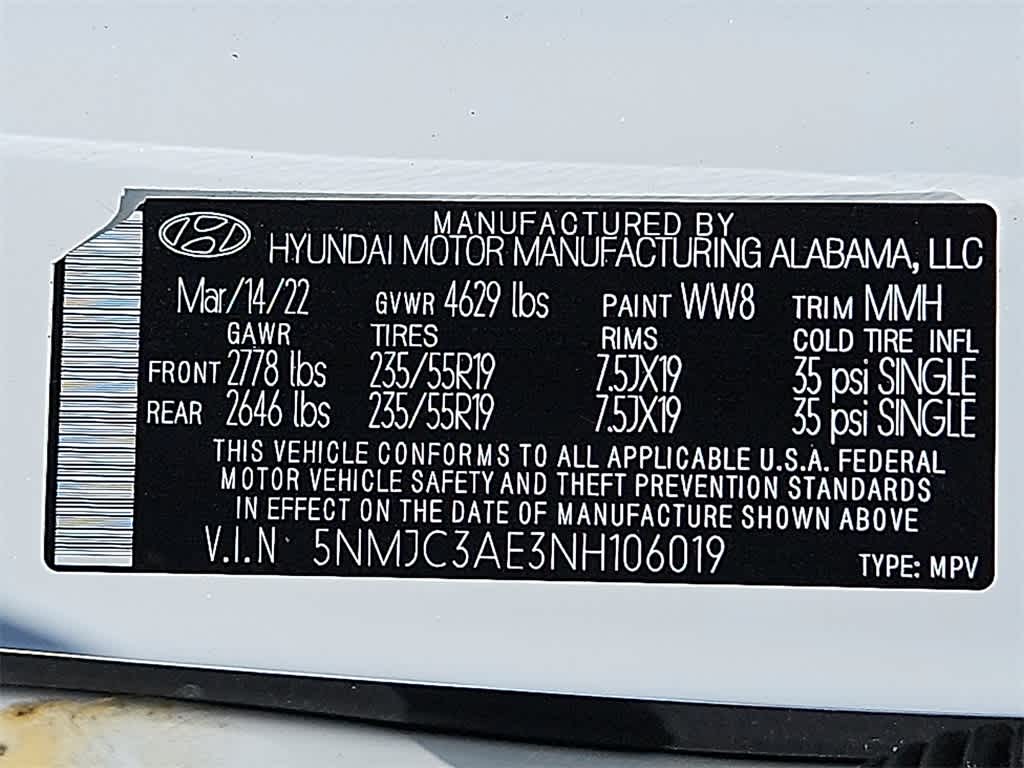 MANUFACTURED BY
HYUNDAI MOTOR MANUFACTURING ALABAMA, LLC
Mar/14/22 GVWR 4629 lbs PAINT WW8 TRIM MMH
GAWR TIRES RIMS COLD TIRE INFL
FRONT 2778 lbs 235/55R19 7.5JX19 35 psi SINGLE
REAR 2646 lbs 235/55R19 7.5JX19 35 psi SINGLE
THIS VEHICLE CONFORMS TO ALL APPLICABLE U.S.A. FEDERAL
MOTOR VEHICLE SAFETY AND THEFT PREVENTION STANDARDS
IN EFFECT ON THE DATE OF MANUFACTURE SHOWN ABOVE
V.I.N 5NMJC3AE3NH106019 TYPE: MPV